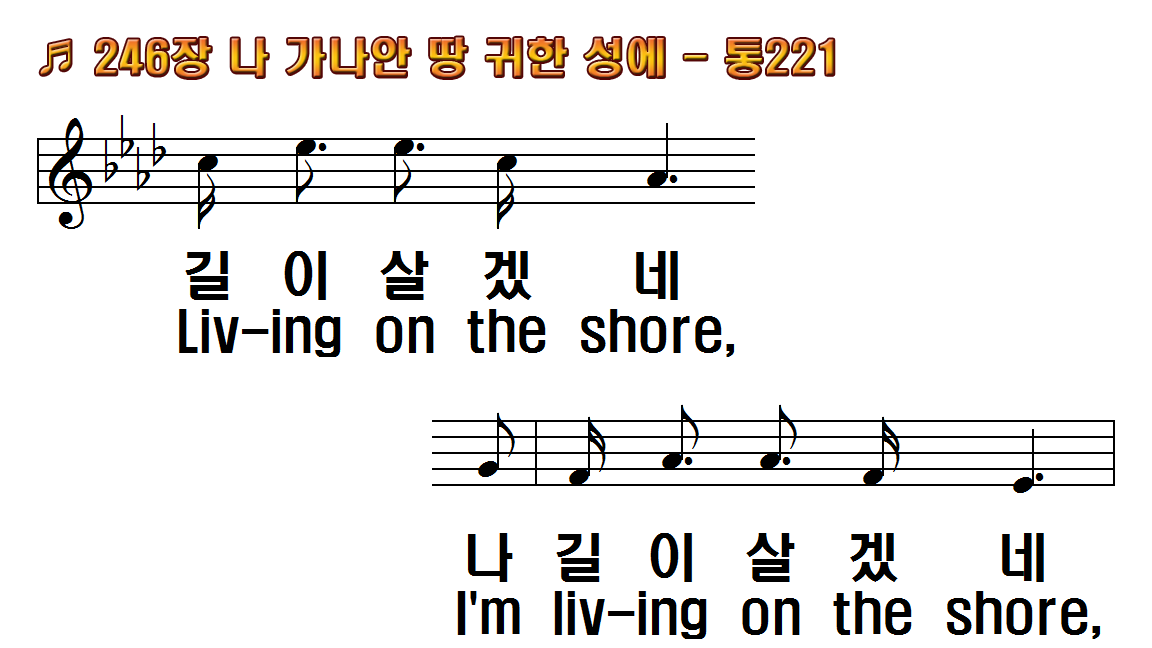 ♬ 246장 나 가나안 땅 귀한 성에 - 통221
길 이 살 겠 네
Liv-ing on the shore,
나 길 이 살 겠 네
I'm liv-ing on the shore,